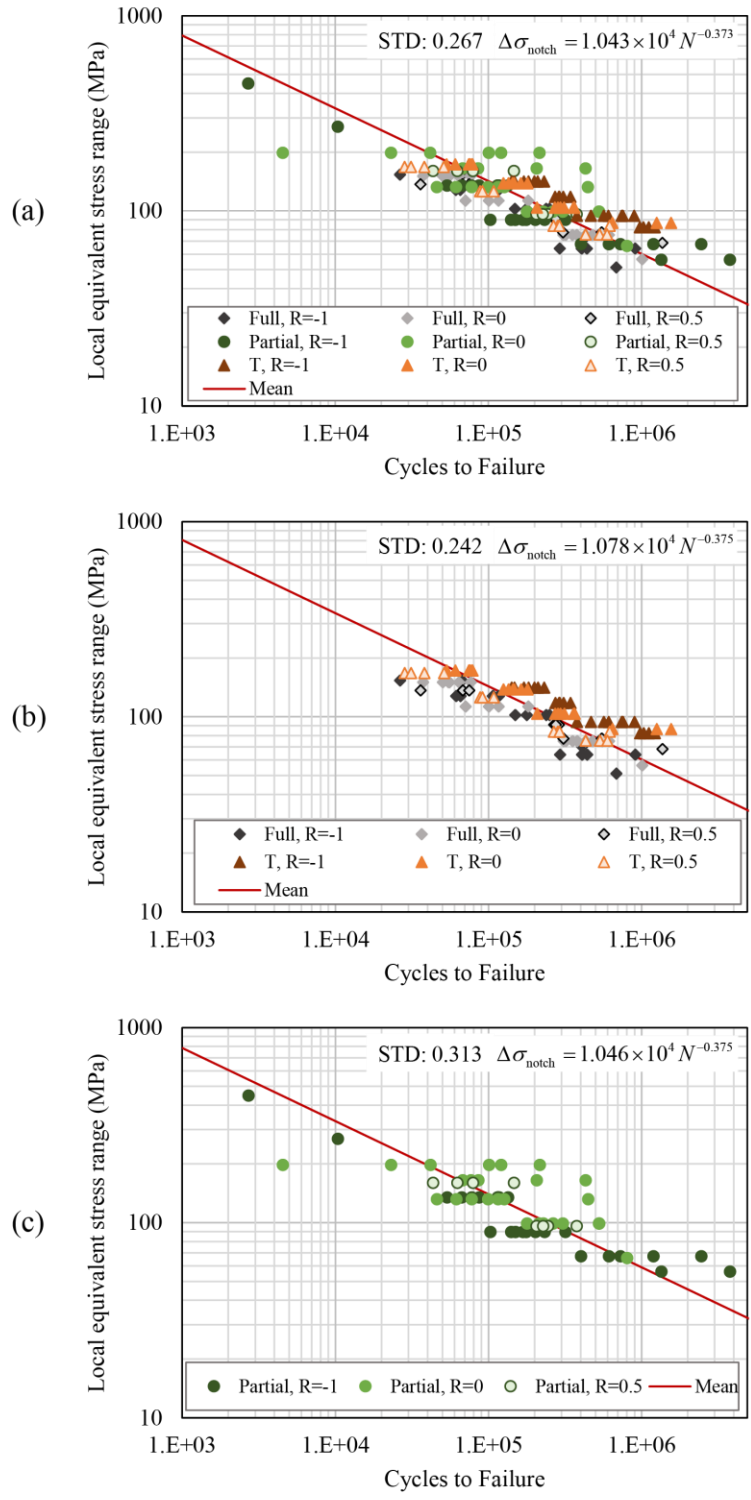 (a)
Local equivalent stress range (MPa)
1000
100
10
STD: 0.267 Δσnotch = 1.043×10⁴ N⁻⁰·³⁷³
Full, R=-1 Full, R=0 Full, R=0.5
Partial, R=-1 Partial, R=0 Partial, R=0.5
T, R=-1 T, R=0 T, R=0.5
Mean
1.E+03 1.E+04 1.E+05 1.E+06
Cycles to Failure
(b)
Local equivalent stress range (MPa)
1000
100
10
STD: 0.242 Δσnotch = 1.078×10⁴ N⁻⁰·³⁷⁵
Full, R=-1 Full, R=0 Full, R=0.5
T, R=-1 T, R=0 T, R=0.5
Mean
1.E+03 1.E+04 1.E+05 1.E+06
Cycles to Failure
(c)
Local equivalent stress range (MPa)
1000
100
10
STD: 0.313 Δσnotch = 1.046×10⁴ N⁻⁰·³⁷⁵
Partial, R=-1 Partial, R=0 Partial, R=0.5 Mean
1.E+03 1.E+04 1.E+05 1.E+06
Cycles to Failure